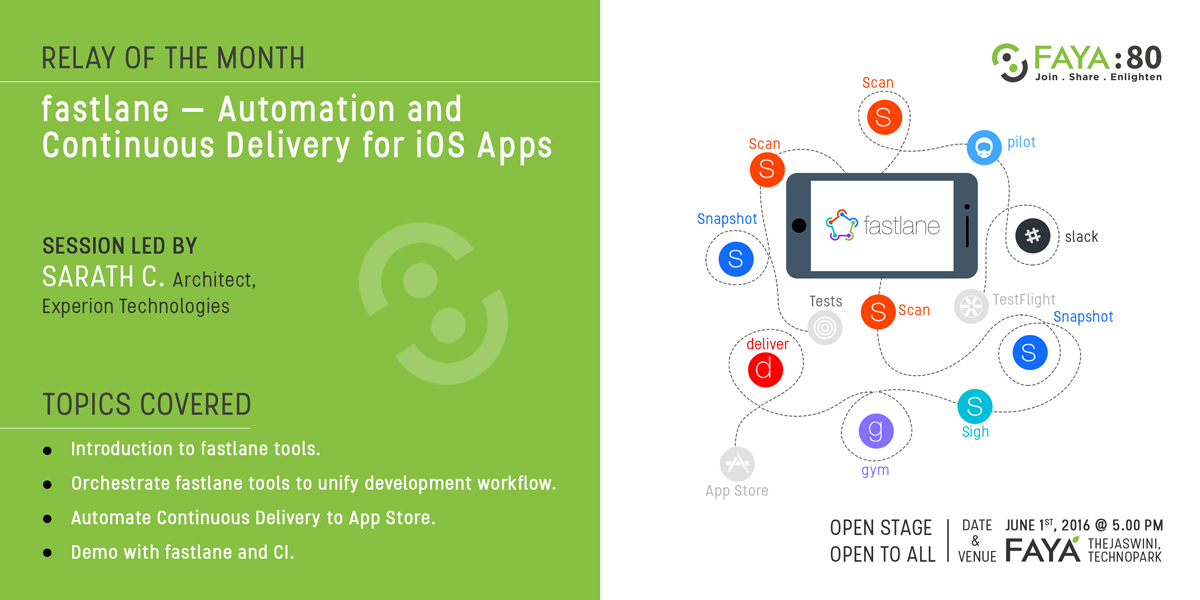 RELAY OF THE MONTH
fastlane – Automation and
Continuous Delivery for iOS Apps
SESSION LED BY
SARATH C. Architect,
Experion Technologies
TOPICS COVERED
● Introduction to fastlane tools.
● Orchestrate fastlane tools to unify development workflow.
● Automate Continuous Delivery to App Store.
● Demo with fastlane and CI.
FAYA:80
Join . Share . Enlighten
Scan
S
pilot
Scan
S
Snapshot
S
fastlane
slack
Tests
S
Scan
TestFlight
Snapshot
S
deliver
d
S
Sigh
g
gym
App Store
OPEN STAGE
OPEN TO ALL
DATE
&
VENUE
JUNE 1ST, 2016 @ 5.00 PM
FAYA
THEJASWINI,
TECHNOPARK